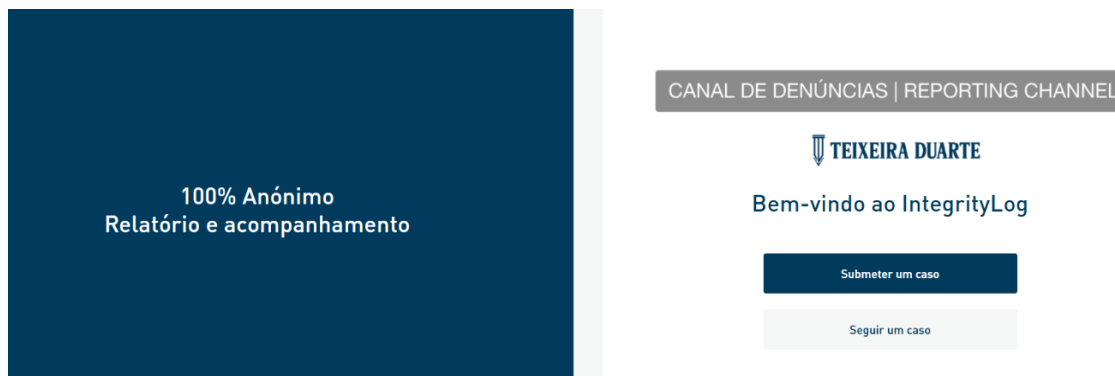 100% Anónimo
Relatório e acompanhamento
CANAL DE DENÚNCIAS | REPORTING CHANNEL
TEIXEIRA DUARTE
Bem-vindo ao IntegrityLog
Submeter um caso
Seguir um caso